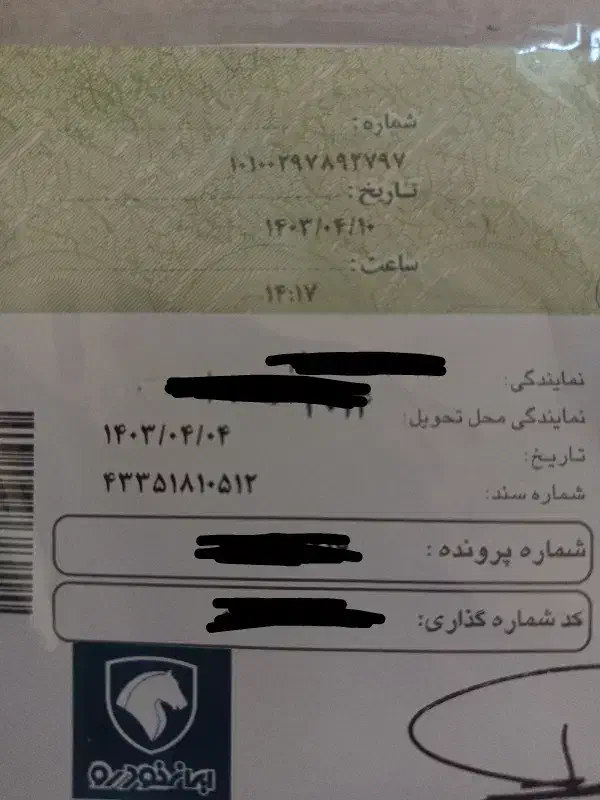 شماره:
۱۰۱۰۰۲۹۷۸۹۲۷۹۷
تاریخ:
۱۴۰۳/۰۴/۱۰
ساعت:
۱۴:۱۷
نمایندگی:
نمایندگی محل تحویل:
تاریخ: ۱۴۰۳/۰۴/۰۴
شماره سند: ۴۳۳۵۱۸۱۰۵۱۲
شماره پرونده:
کد شماره گذاری:
ایران‌خودرو